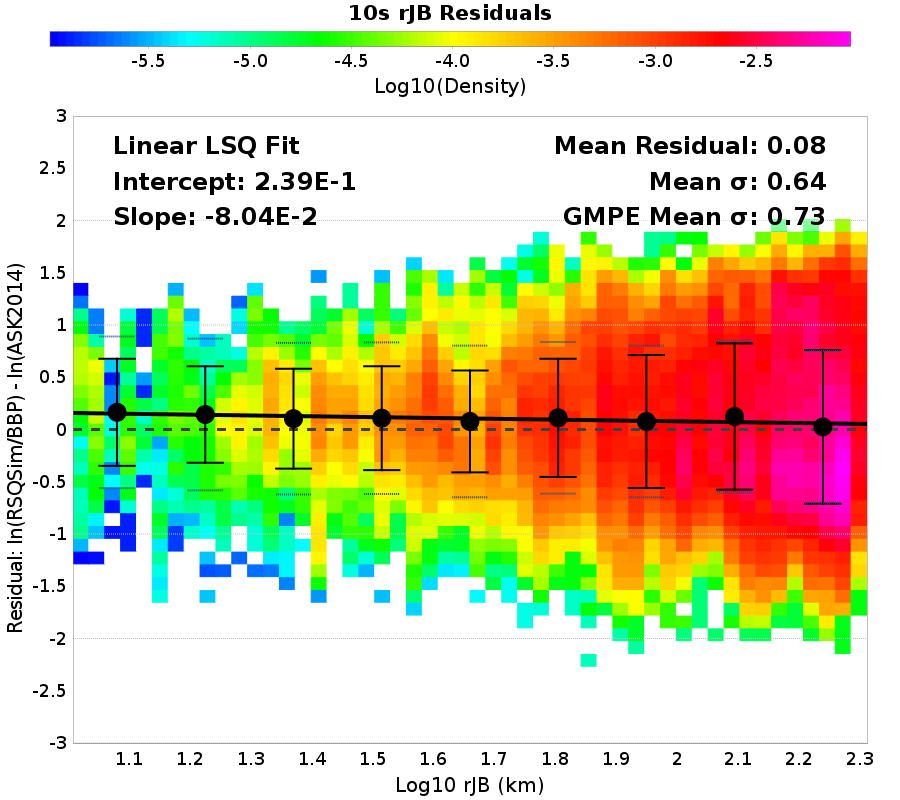 10s rJB Residuals
-5.5 -5.0 -4.5 -4.0 -3.5 -3.0 -2.5
Log10(Density)
Linear LSQ Fit
Intercept: 2.39E-1
Slope: -8.04E-2
Mean Residual: 0.08
Mean σ: 0.64
GMPE Mean σ: 0.73
Residual: ln(RSQSim/BBP) - ln(ASK2014)
3
2.5
2
1.5
1
0.5
0
-0.5
-1
-1.5
-2
-2.5
-3
1.1 1.2 1.3 1.4 1.5 1.6 1.7 1.8 1.9 2 2.1 2.2 2.3
Log10 rJB (km)